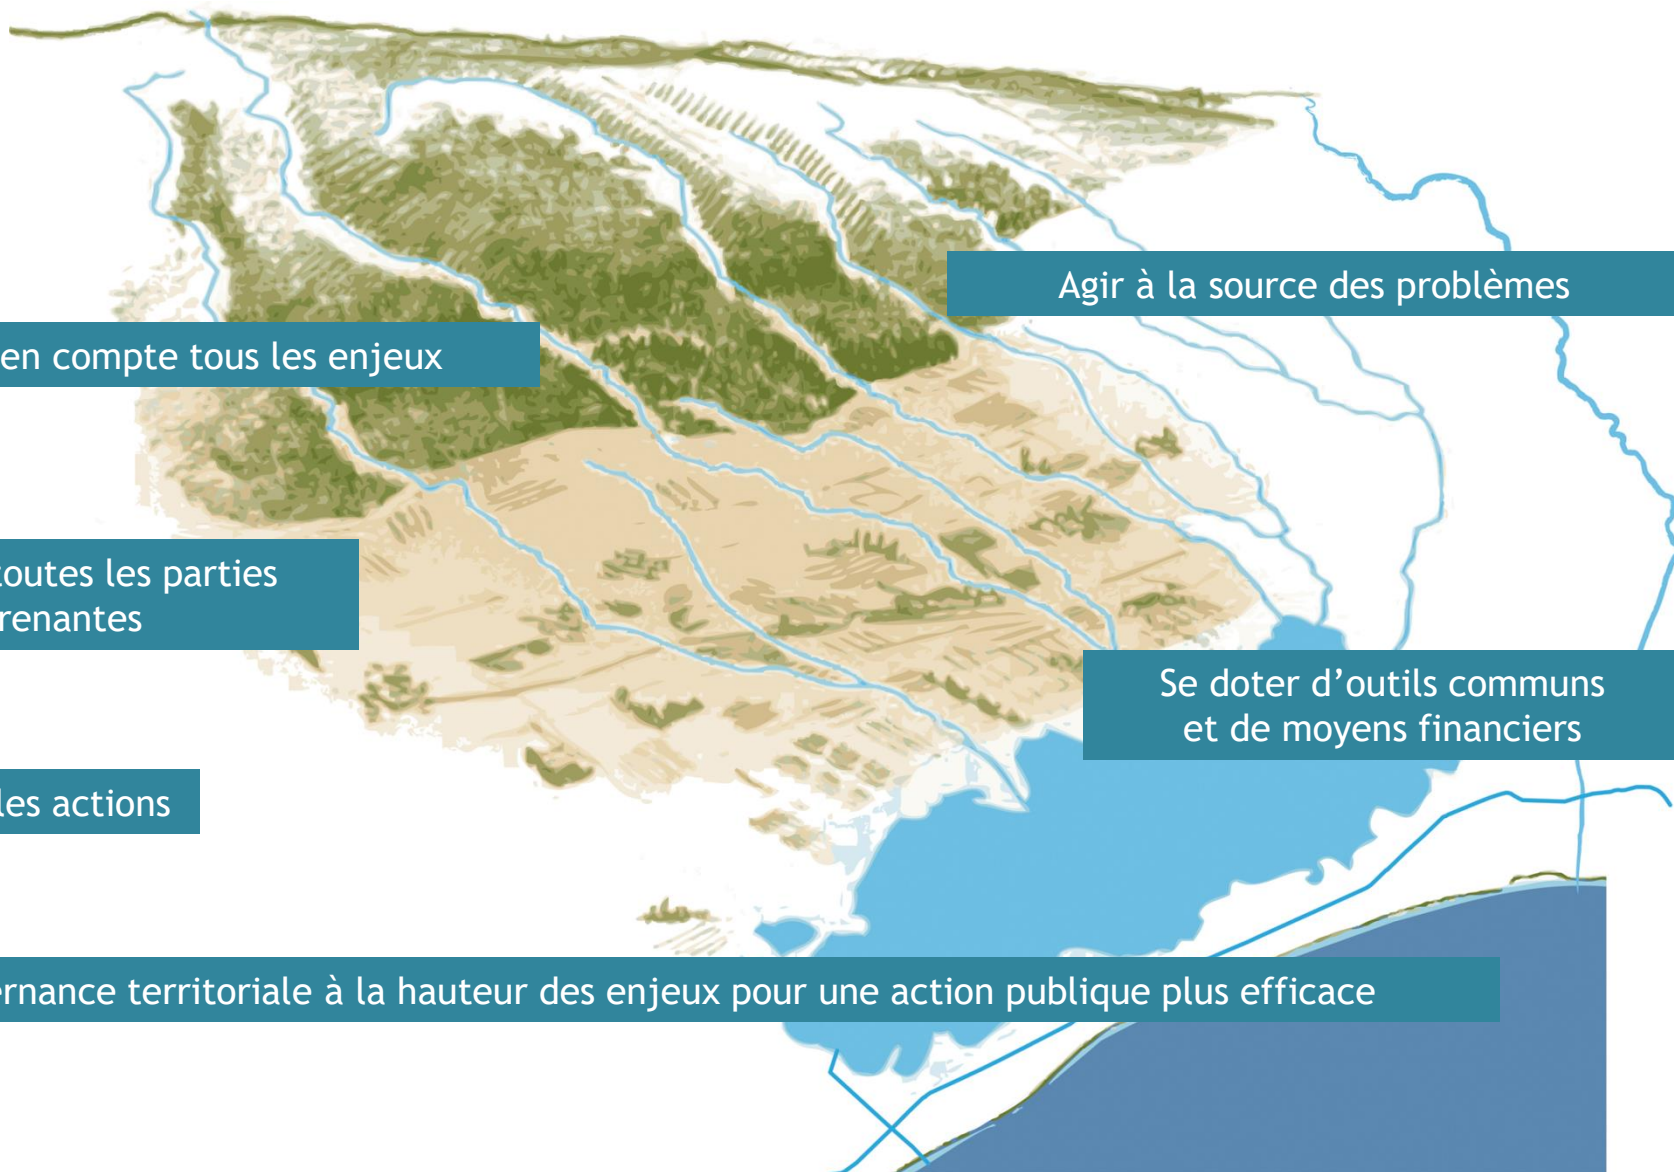 Agir à la source des problèmes
en compte tous les enjeux
toutes les parties
renantes
Se doter d’outils communs
et de moyens financiers
les actions
ernance territoriale à la hauteur des enjeux pour une action publique plus efficace